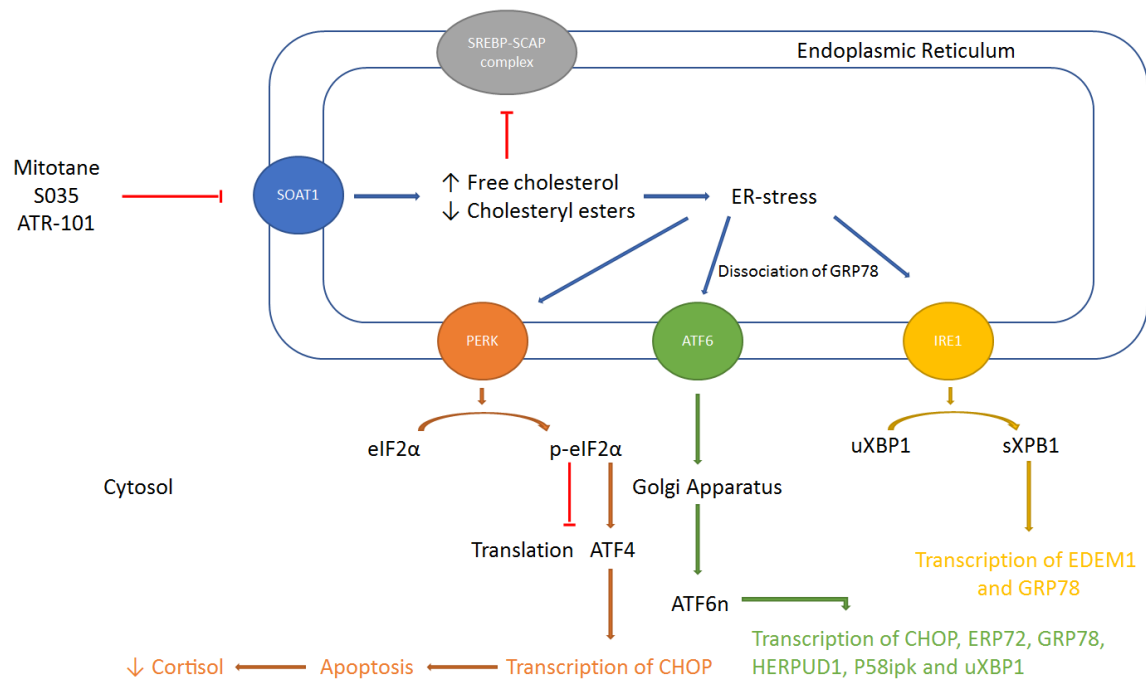 SREBP-SCAP
complex
Endoplasmic Reticulum
Mitotane
S035
ATR-101
SOAT1
↑ Free cholesterol
↓ Cholesteryl esters
ER-stress
Dissociation of GRP78
PERK
ATF6
IRE1
eIF2α
p-eIF2α
uXBP1
sXPB1
Cytosol
Golgi Apparatus
Translation
ATF4
Transcription of EDEM1
and GRP78
ATF6n
Transcription of CHOP, ERP72, GRP78,
HERPUD1, P58ipk and uXBP1
↓ Cortisol
Apoptosis
Transcription of CHOP